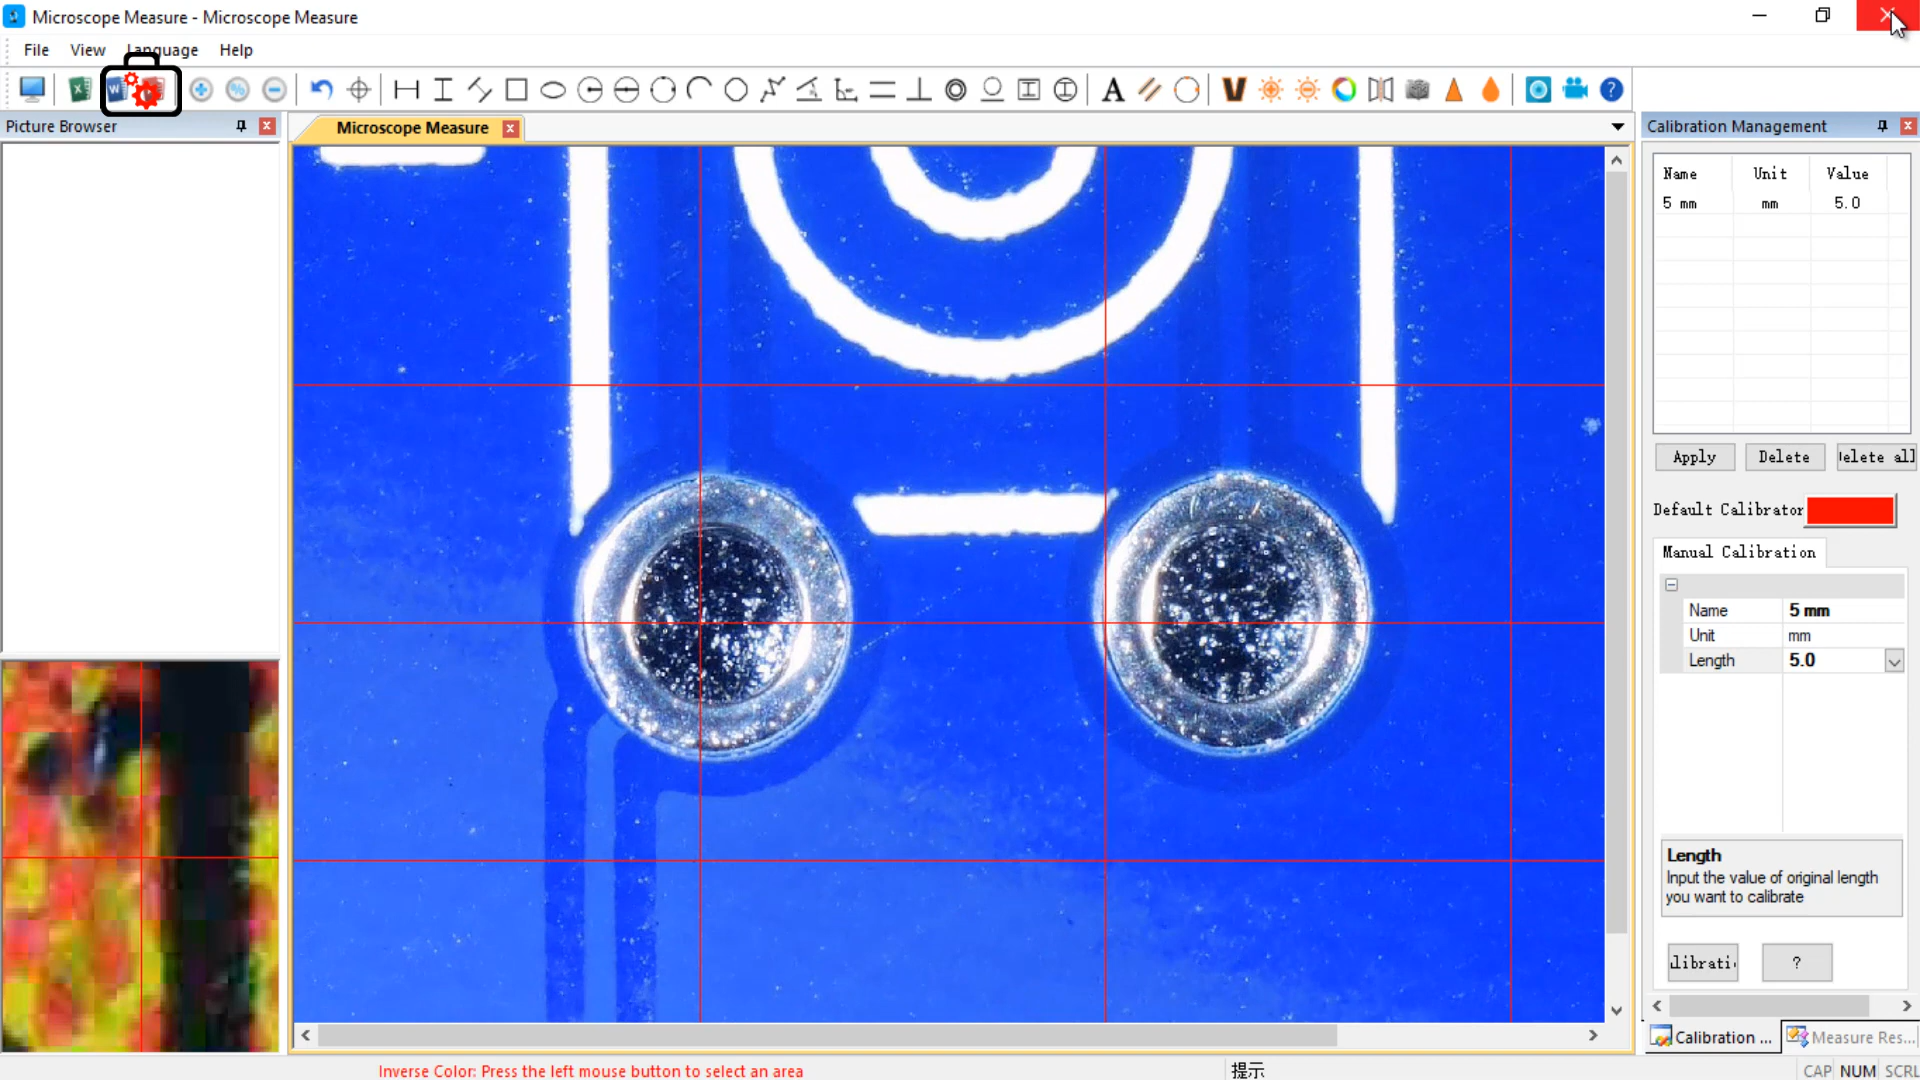 Microscope Measure - Microscope Measure
File View Language Help
Picture Browser
Microscope Measure
Calibration Management
Name Unit Value
5 mm mm 5.0
Apply Delete elete all
Default Calibrator
Manual Calibration
Name 5 mm
Unit mm
Length 5.0
Length
Input the value of original length
you want to calibrate
librati ?
Calibration ... Measure Res...
Inverse Color: Press the left mouse button to select an area 提示 CAP NUM SCRL